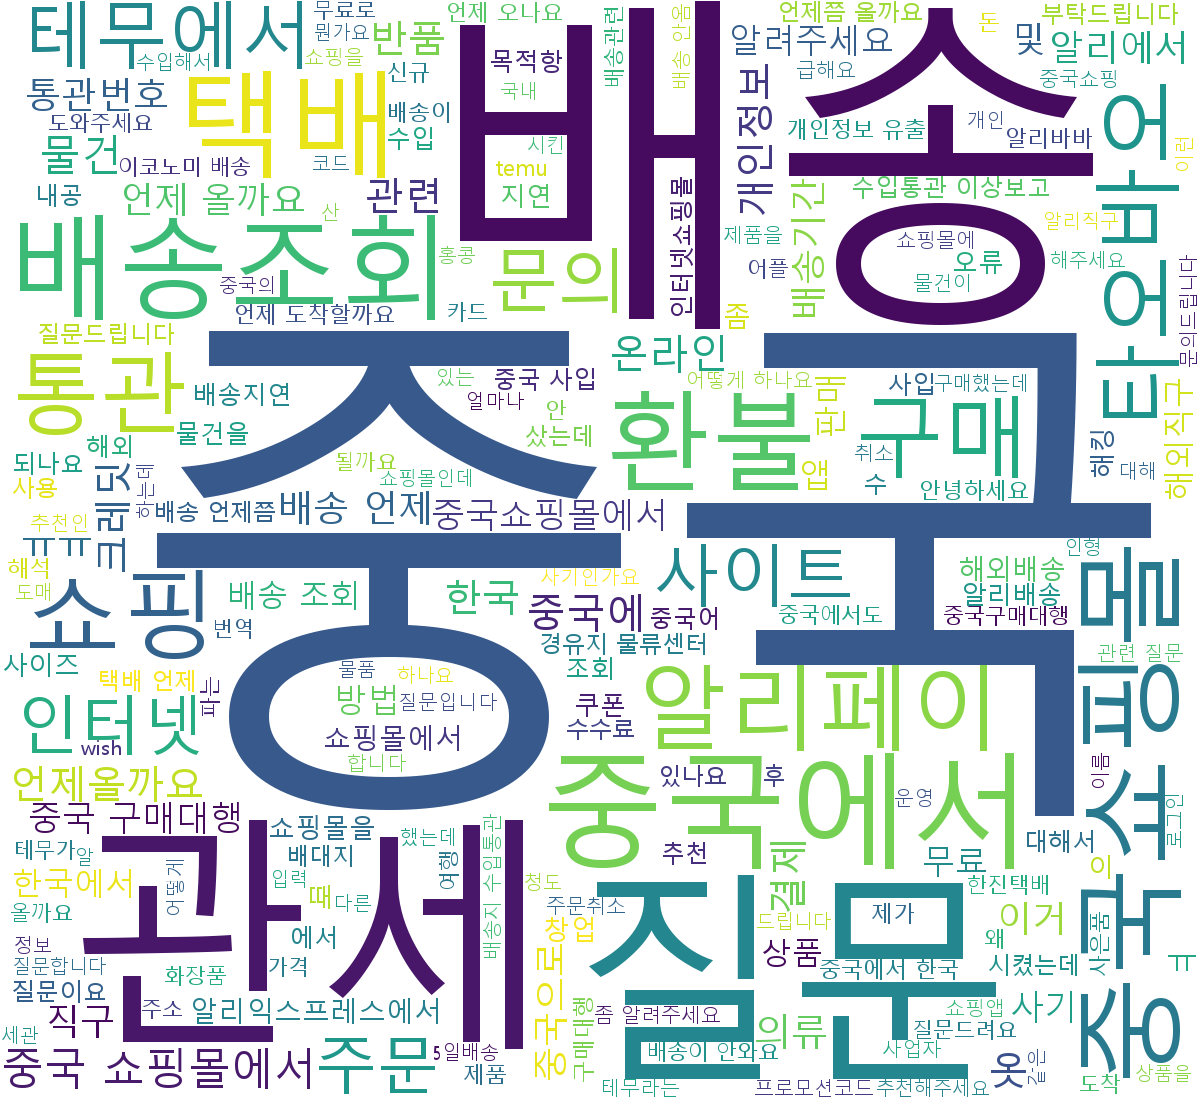 테무에서
수입해서
무료로
뭔가요
쇼핑을
반품
언제 오나요
목적항
국내
배송관련
배송 안옴
배송
언제쯤 올까요
알려주세요
급해요
돈
및
부탁드립니다
알리에서
중국쇼핑
통관번호
도와주세요
택배
신규
배송이
수입
물건
이코노미 배송
코드
시킨
temu
지연
인터넷쇼핑몰
개인정보
개인정보 유출
개인
알리바바
이런
타오바오
내공
언제 올까요
산
관련
배송기간
수입통관 이상보고
알리직구
배송조회
중국의
홍콩
문의
제품을
어플
쇼핑몰에
오류
물건이
해주세요
문의드립니다
언제 도착할까요
카드
좀
질문드립니다
중국
통관
배송지연
있는
중국 사입
얼마나
온라인
어떻게 하나요
사입
구매했는데
판매
해외직구
물건을
해외
안
샀는데
환불
구매
해킹
대해
되나요
사용
크레딧
하는데
될까요
쇼핑몰인데
앱
취소
수
안녕하세요
추천인
ㅠㅠ
배송 언제쯤
배송 언제
중국쇼핑몰에서
해석
도매
쇼핑
배송 조회
한국
사기인가요
사이트
해외배송
인형
알리배송
번역
중국에
중국어
중국에서도
중국구매대행
중국쇼핑몰
사이즈
경유지 물류센터
관련 질문
택배 언제
파는
물품
하나요
조회
인터넷
방법
질문입니다
쿠폰
수수료
알리페이
wish
쇼핑몰에서
합니다
언제올까요
있나요
후
중국에서
운영
이름
로그인
중국 구매대행
쇼핑몰을
했는데
대해서
테무가
알
배대지
여행
배송지 수입통관
추천
결제
무료
이
한국에서
어떻게
관세
입력
때
다른
청도
주문취소
한진택배
올까요
에서
창업
질문
드립니다
제가
이거
사은품
정보
왜
ㅠ
질문합니다
화장품
가격
중국으로
상품
중국에서 한국
시켰는데
질문이요
직구
주소
알리익스프레스에서
구매대행
좀 알려주세요
의류
쇼핑앱
사기
세관
질문드려요
중국 쇼핑몰에서
주문
5일배송
제품
배송이 안와요
사업자
옷
같은
상품을
테무라는
프로모션코드
추천해주세요
도착